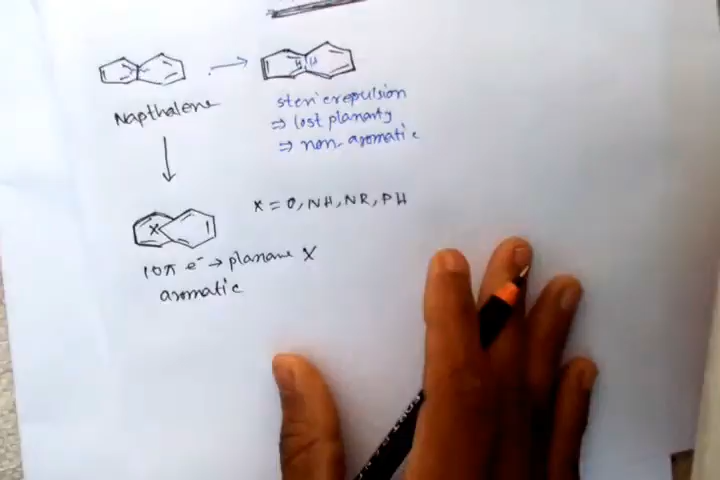 H H
Napthalene
steric repulsion
⇒ lost planarity
⇒ non-aromatic
X
X = O, NH, NR, PH
10π e⁻ → planar X
aromatic